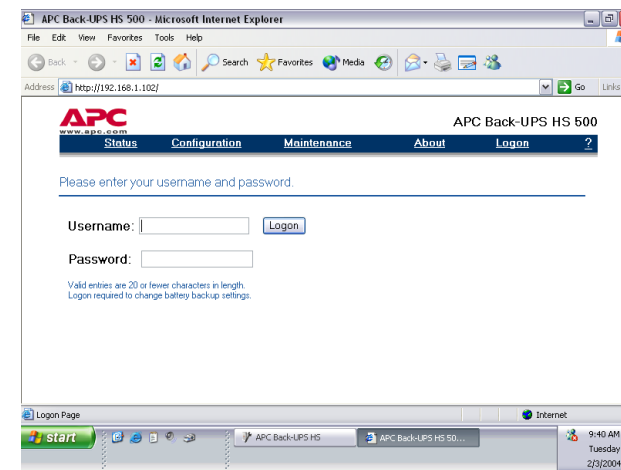 APC Back-UPS HS 500 - Microsoft Internet Explorer
File Edit View Favorites Tools Help
Back Search Favorites Media
Address http://192.168.1.102/ Go Links
APC
www.apc.com
APC Back-UPS HS 500
Status Configuration Maintenance About Logon ?
Please enter your username and password.
Username: Logon
Password:
Valid entries are 20 or fewer characters in length.
Logon required to change battery backup settings.
Logon Page Internet
start APC Back-UPS HS APC Back-UPS HS 50... 9:40 AM
Tuesday
2/3/2004